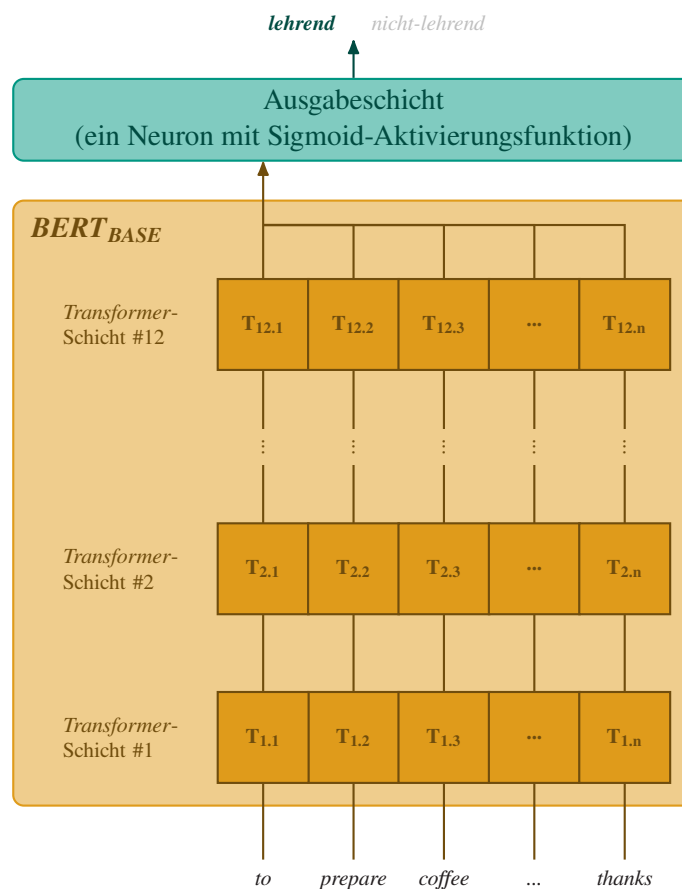 lehrend nicht-lehrend
Ausgabeschicht
(ein Neuron mit Sigmoid-Aktivierungsfunktion)
BERT_BASE
Transformer-
Schicht #12
T12.1 T12.2 T12.3 ... T12.n
⋮ ⋮ ⋮ ⋮ ⋮
Transformer-
Schicht #2
T2.1 T2.2 T2.3 ... T2.n
Transformer-
Schicht #1
T1.1 T1.2 T1.3 ... T1.n
to prepare coffee ... thanks